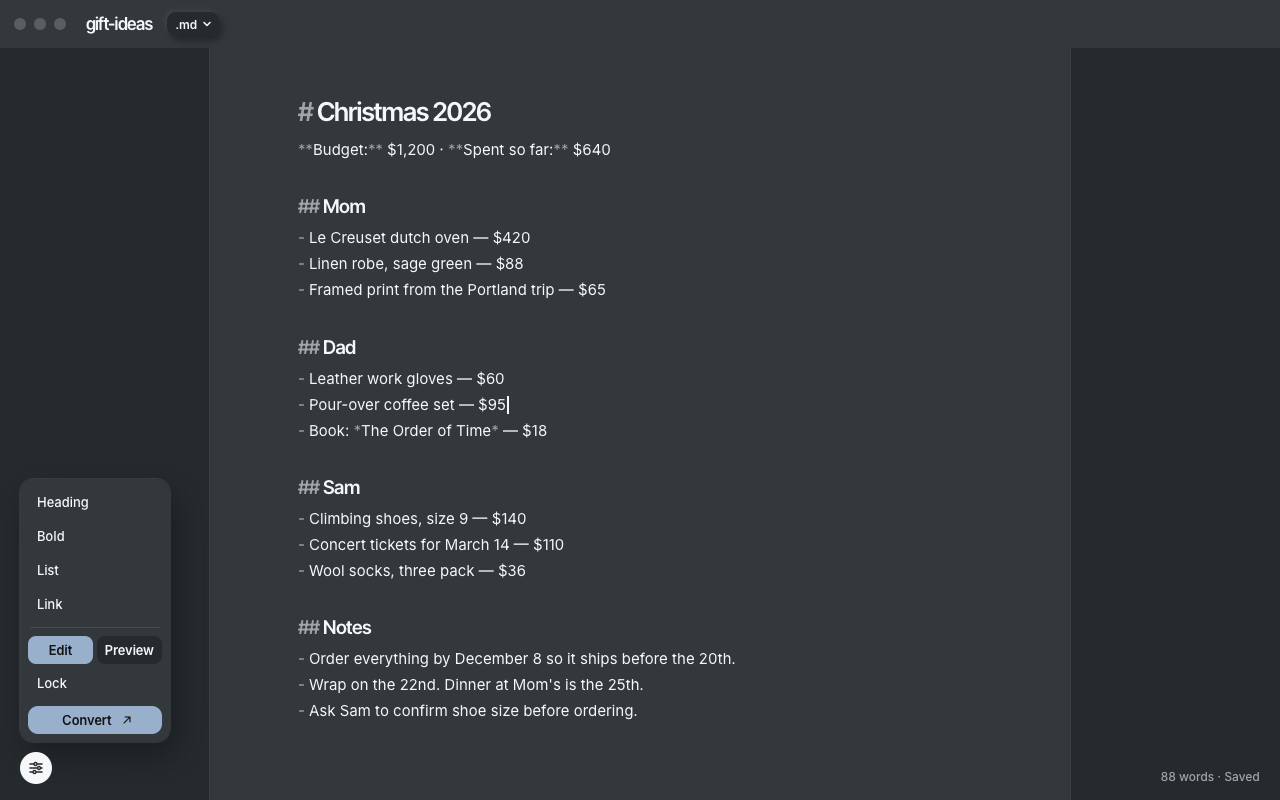 gift-ideas .md
# Christmas 2026
**Budget:** $1,200 · **Spent so far:** $640
## Mom
- Le Creuset dutch oven — $420
- Linen robe, sage green — $88
- Framed print from the Portland trip — $65
## Dad
- Leather work gloves — $60
- Pour-over coffee set — $95
- Book: *The Order of Time* — $18
## Sam
- Climbing shoes, size 9 — $140
- Concert tickets for March 14 — $110
- Wool socks, three pack — $36
## Notes
- Order everything by December 8 so it ships before the 20th.
- Wrap on the 22nd. Dinner at Mom's is the 25th.
- Ask Sam to confirm shoe size before ordering.
Heading
Bold
List
Link
Edit Preview
Lock
Convert ↗
88 words · Saved